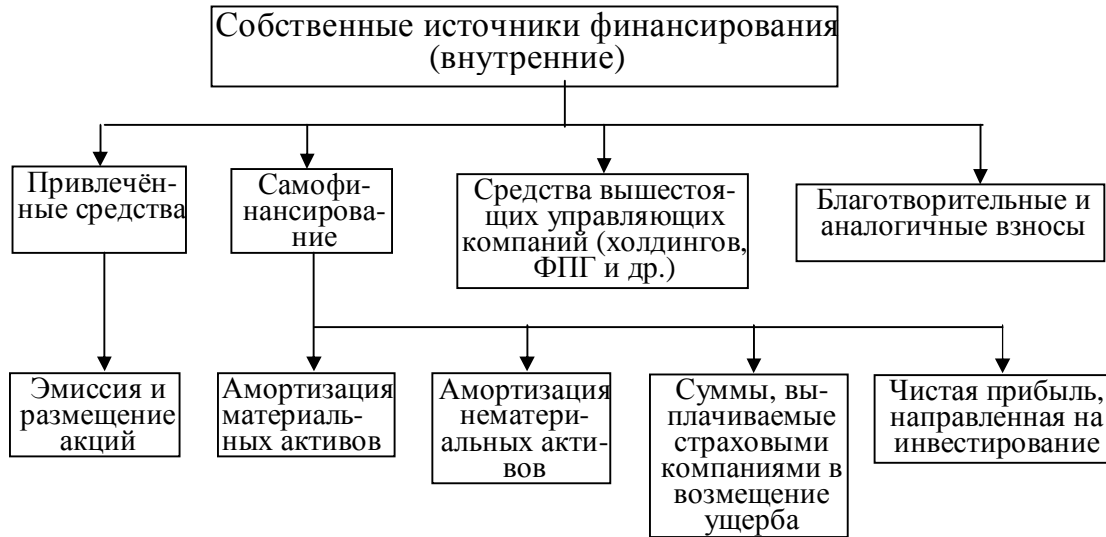 Собственные источники финансирования
(внутренние)
Привлечён-
ные средства
Самофи-
нансирова-
ние
Средства вышестоя-
щих управляющих
компаний (холдингов,
ФПГ и др.)
Благотворительные и
аналогичные взносы
Эмиссия и
размещение
акций
Амортизация
материаль-
ных активов
Амортизация
нематери-
альных акти-
вов
Суммы, вы-
плачиваемые
страховыми
компаниями в
возмещение
ущерба
Чистая прибыль,
направленная на
инвестирование